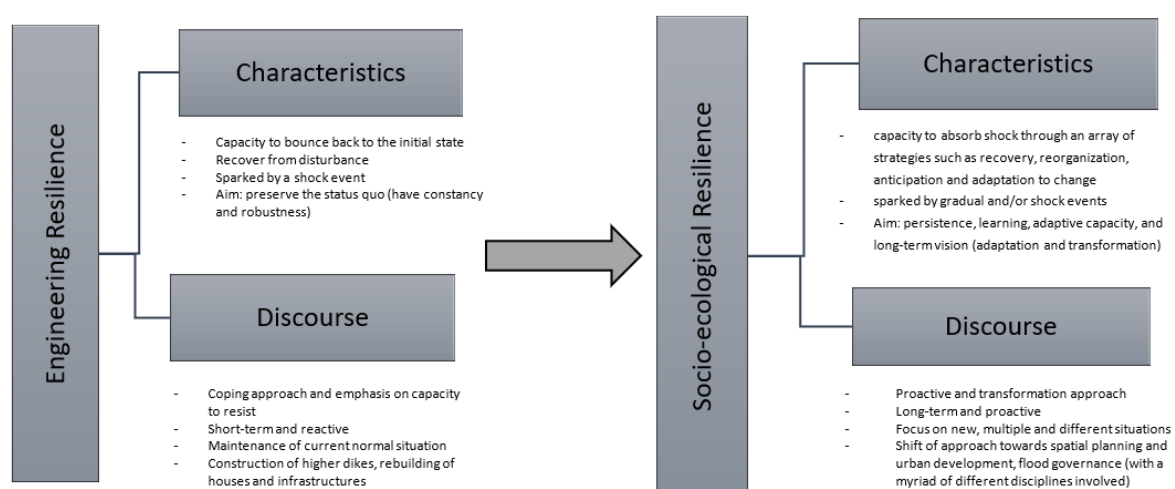 Engineering Resilience
Characteristics
- Capacity to bounce back to the initial state
- Recover from disturbance
- Sparked by a shock event
- Aim: preserve the status quo (have constancy
and robustness)
Discourse
- Coping approach and emphasis on capacity
to resist
- Short-term and reactive
- Maintenance of current normal situation
- Construction of higher dikes, rebuilding of
houses and infrastructures
Socio-ecological Resilience
Characteristics
- capacity to absorb shock through an array of
strategies such as recovery, reorganization,
anticipation and adaptation to change
- sparked by gradual and/or shock events
- Aim: persistence, learning, adaptive capacity, and
long-term vision (adaptation and transformation)
Discourse
- Proactive and transformation approach
- Long-term and proactive
- Focus on new, multiple and different situations
- Shift of approach towards spatial planning and
urban development, flood governance (with a
myriad of different disciplines involved)